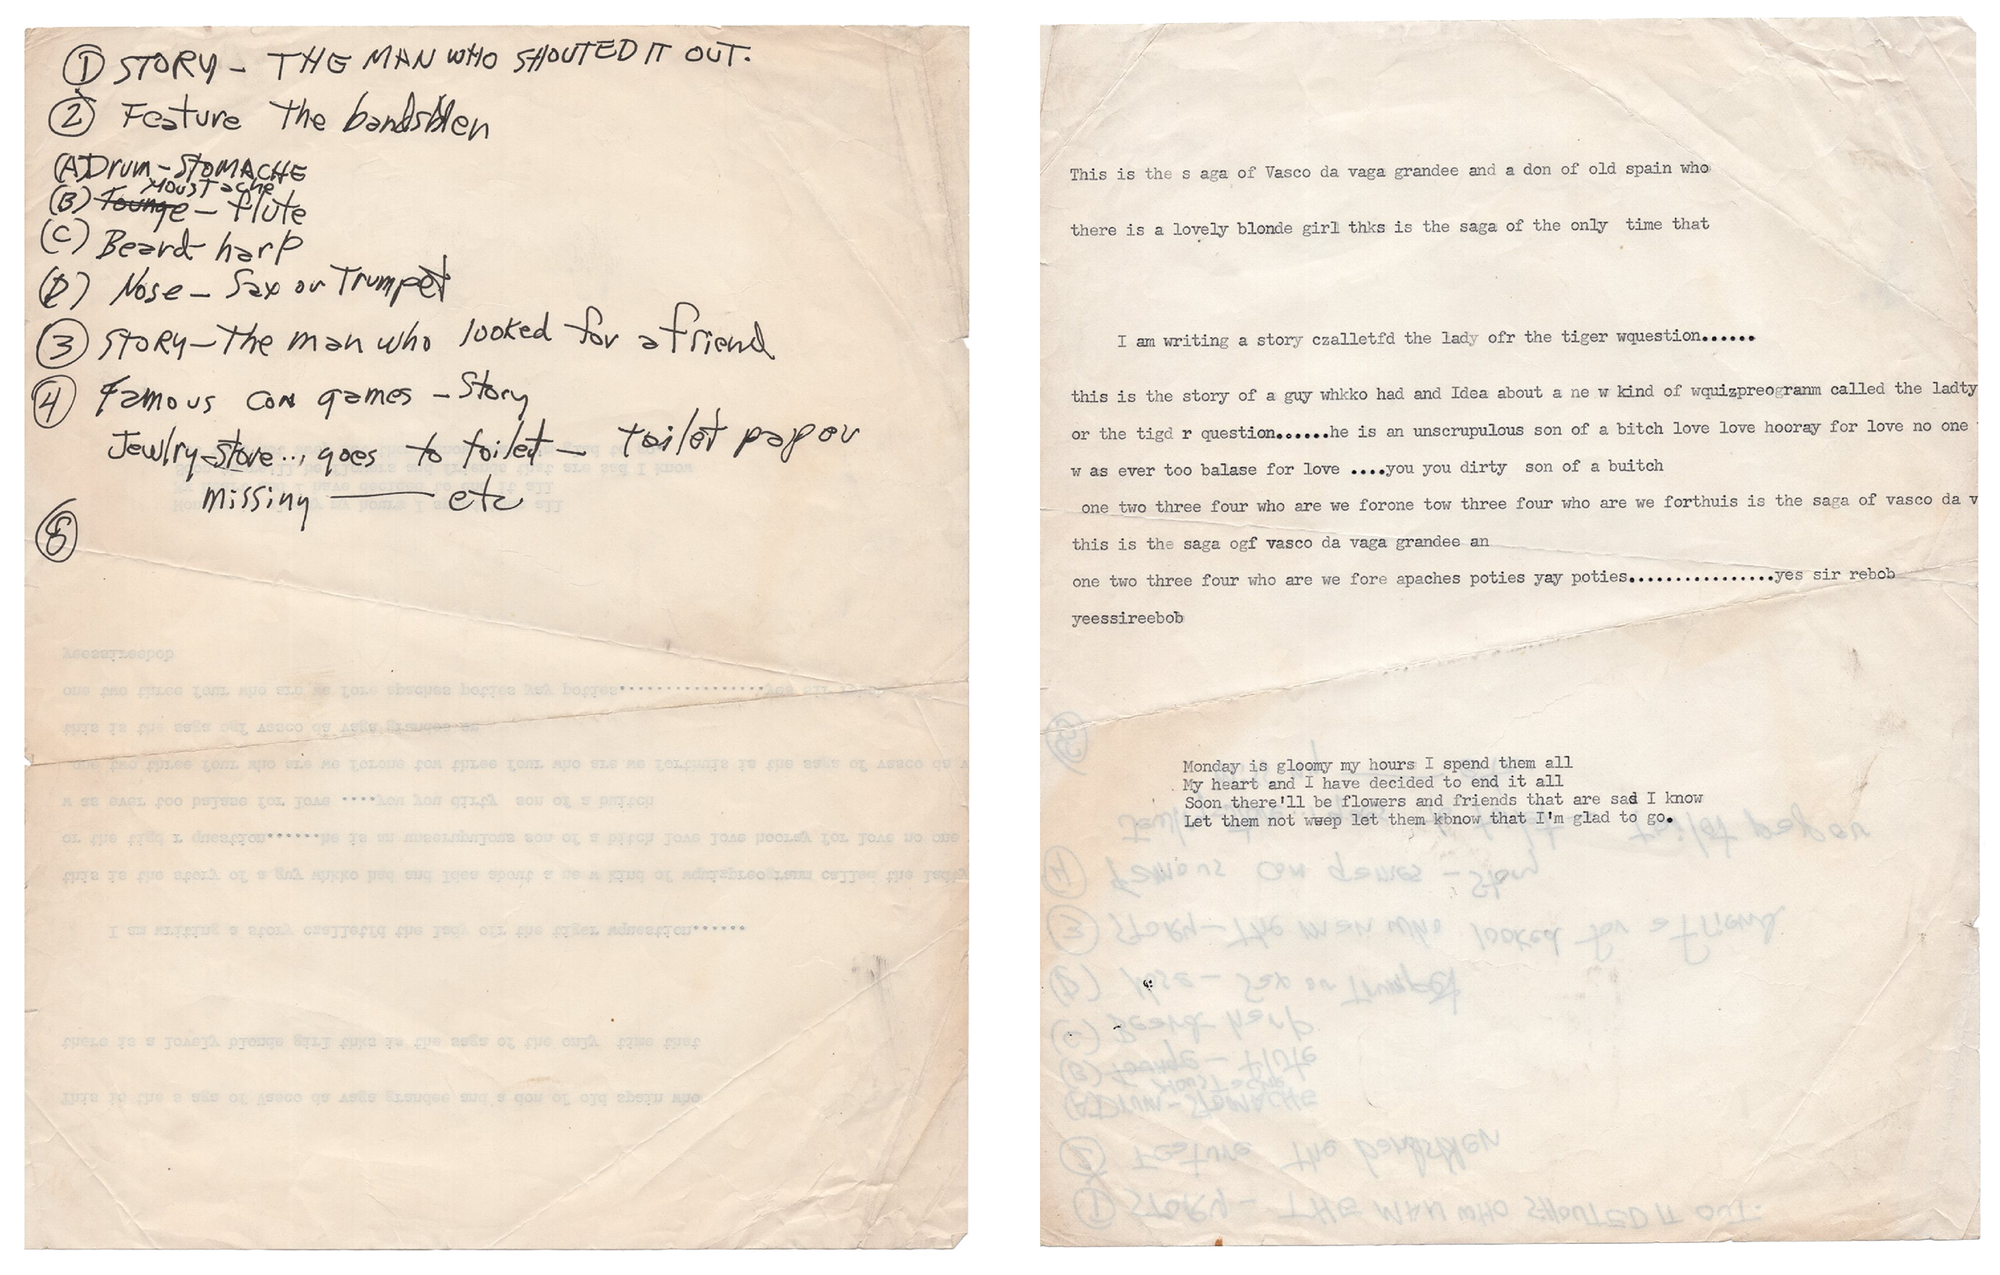 ① STORY - THE MAN WHO SHOUTED IT OUT.
② Feature the
(A) Drum - STOMACHE
Moustache
(B) Tounge - flute
(C) Beard - harp
(D) Nose - Sax or Trumpet
③ STORY - The man who looked for a friend
④ Famous con games - Story
Jewlry - store... goes to toilet - toilet paper
missing —— etc
⑤
This is the s aga of Vasco da vaga grandee and a don of old spain who
there is a lovely blonde girl thks is the saga of the only  time that
I am writing a story czalletfd the lady ofr the tiger wquestion......
this is the story of a guy whkko had and Idea about a ne w kind of wquizpreogranm called the ladty
or the tigd r question......he is an unscrupulous son of a bitch love love hooray for love no one
w as ever too balase for love ....you you dirty  son of a buitch
one two three four who are we forone tow three four who are we forthuis is the saga of vasco da v
this is the saga ogf vasco da vaga grandee an
one two three four who are we fore apaches poties yay poties................yes sir rebob
yeessireebob
Monday is gloomy my hours I spend them all
My heart and I have decided to end it all
Soon there'll be flowers and friends that are sad I know
Let them not weep let them kbnow that I'm glad to go.